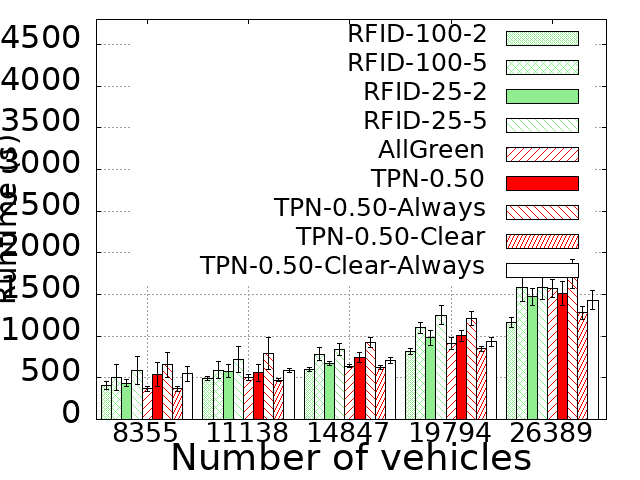 4500
4000
3500
3000
2500
2000
1500
1000
500
0
Runtime (s)
RFID-100-2
RFID-100-5
RFID-25-2
RFID-25-5
AllGreen
TPN-0.50
TPN-0.50-Always
TPN-0.50-Clear
TPN-0.50-Clear-Always
8355 11138 14847 19794 26389
Number of vehicles